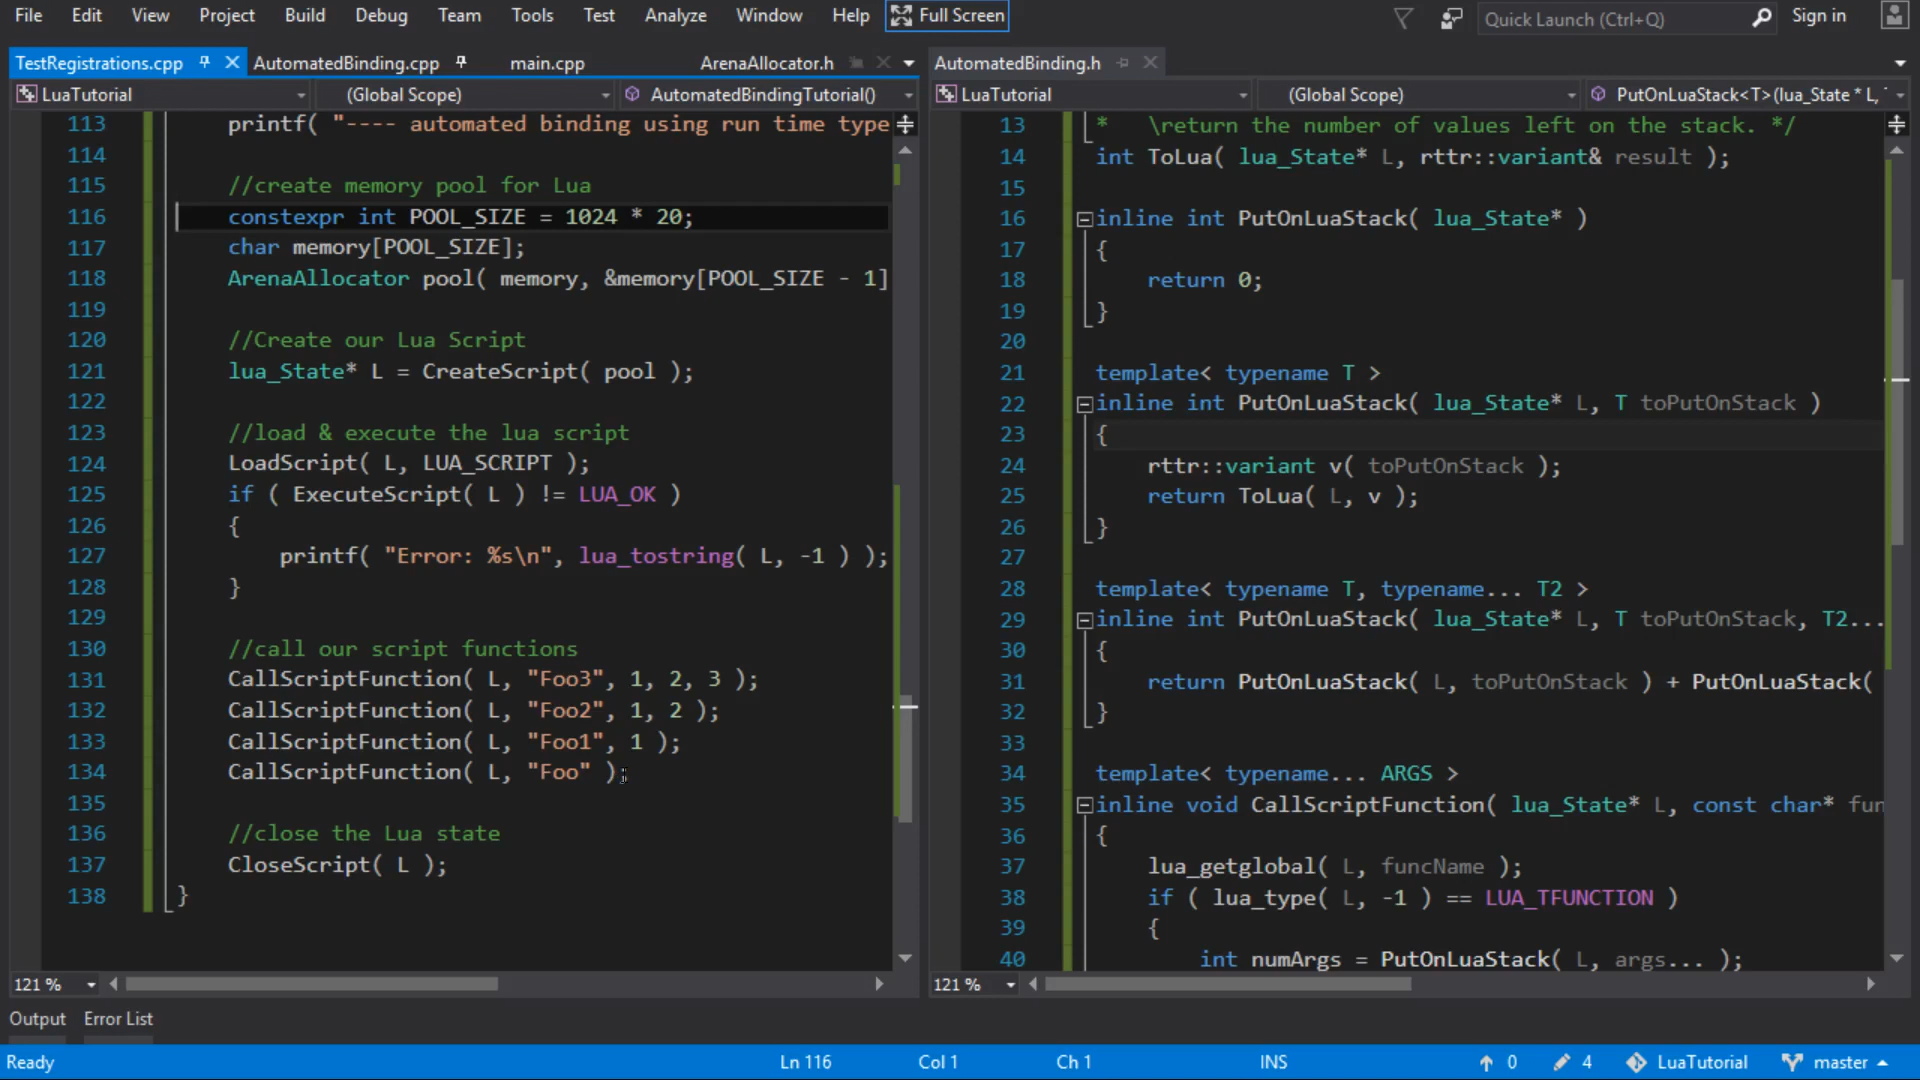 File Edit View Project Build Debug Team Tools Test Analyze Window Help Full Screen Quick Launch (Ctrl+Q) Sign in
TestRegistrations.cpp AutomatedBinding.cpp main.cpp ArenaAllocator.h AutomatedBinding.h
LuaTutorial (Global Scope) AutomatedBindingTutorial() LuaTutorial (Global Scope) PutOnLuaStack<T>(lua_State * L,
113 printf( "---- automated binding using run time type
114
115 //create memory pool for Lua
116 constexpr int POOL_SIZE = 1024 * 20;
117 char memory[POOL_SIZE];
118 ArenaAllocator pool( memory, &memory[POOL_SIZE - 1]
119
120 //Create our Lua Script
121 lua_State* L = CreateScript( pool );
122
123 //load & execute the lua script
124 LoadScript( L, LUA_SCRIPT );
125 if ( ExecuteScript( L ) != LUA_OK )
126 {
127 printf( "Error: %s\n", lua_tostring( L, -1 ) );
128 }
129
130 //call our script functions
131 CallScriptFunction( L, "Foo3", 1, 2, 3 );
132 CallScriptFunction( L, "Foo2", 1, 2 );
133 CallScriptFunction( L, "Foo1", 1 );
134 CallScriptFunction( L, "Foo" );
135
136 //close the Lua state
137 CloseScript( L );
138 }
13 * \return the number of values left on the stack. */
14 int ToLua( lua_State* L, rttr::variant& result );
15
16 inline int PutOnLuaStack( lua_State* )
17 {
18 return 0;
19 }
20
21 template< typename T >
22 inline int PutOnLuaStack( lua_State* L, T toPutOnStack )
23 {
24 rttr::variant v( toPutOnStack );
25 return ToLua( L, v );
26 }
27
28 template< typename T, typename... T2 >
29 inline int PutOnLuaStack( lua_State* L, T toPutOnStack, T2...
30 {
31 return PutOnLuaStack( L, toPutOnStack ) + PutOnLuaStack(
32 }
33
34 template< typename... ARGS >
35 inline void CallScriptFunction( lua_State* L, const char* fun
36 {
37 lua_getglobal( L, funcName );
38 if ( lua_type( L, -1 ) == LUA_TFUNCTION )
39 {
40 int numArgs = PutOnLuaStack( L, args... );
121 % 121 %
Output Error List
Ready Ln 116 Col 1 Ch 1 INS 0 4 LuaTutorial master